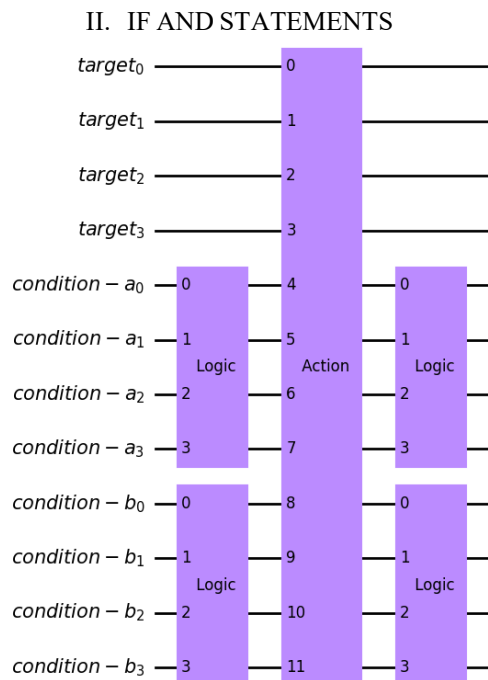 II. IF AND STATEMENTS
target₀ 0
target₁ 1
target₂ 2
target₃ 3
condition − a₀ 0 4 0
condition − a₁ 1 5 1
Logic Action Logic
condition − a₂ 2 6 2
condition − a₃ 3 7 3
condition − b₀ 0 8 0
condition − b₁ 1 9 1
Logic Logic
condition − b₂ 2 10 2
condition − b₃ 3 11 3